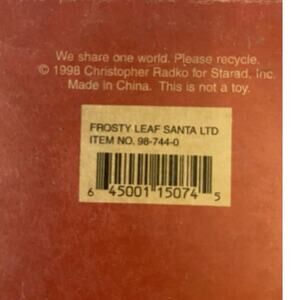 We share one world. Please recycle.
© 1998 Christopher Radko for Starad, Inc.
Made in China. This is not a toy.
FROSTY LEAF SANTA LTD
ITEM NO. 98-744-0
6 45001 15074 5